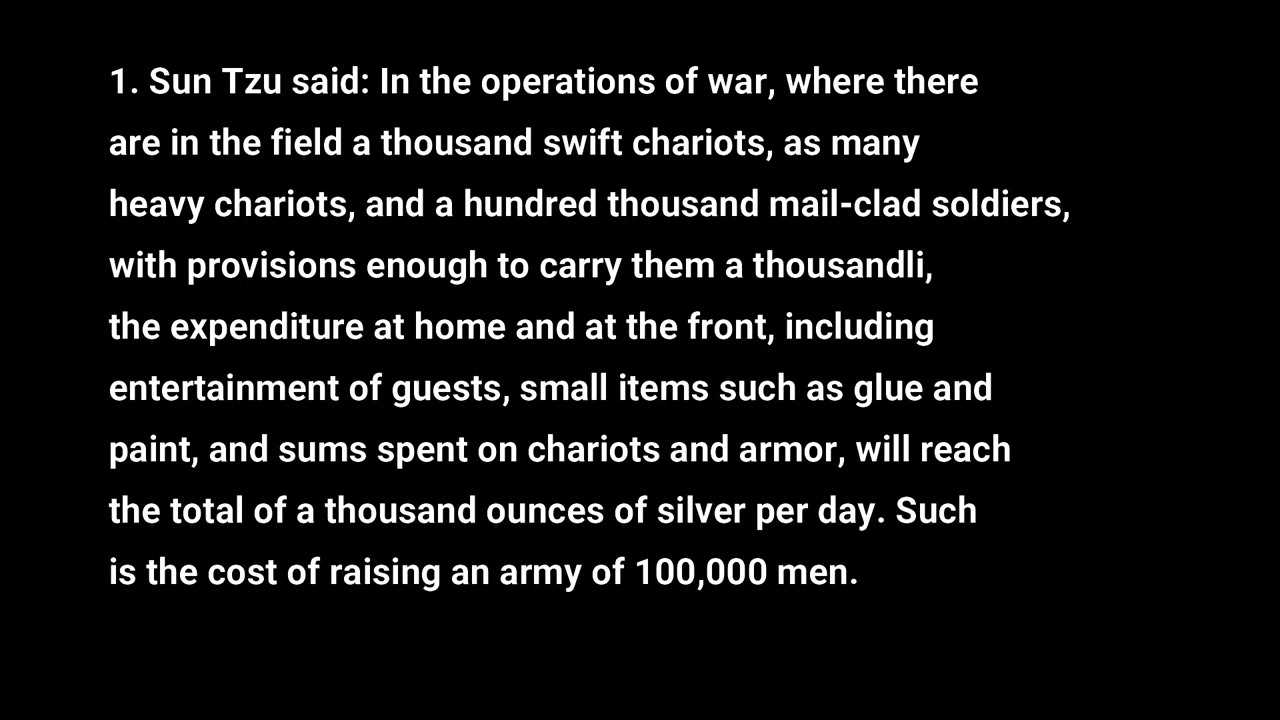 1. Sun Tzu said: In the operations of war, where there
are in the field a thousand swift chariots, as many
heavy chariots, and a hundred thousand mail-clad soldiers,
with provisions enough to carry them a thousandli,
the expenditure at home and at the front, including
entertainment of guests, small items such as glue and
paint, and sums spent on chariots and armor, will reach
the total of a thousand ounces of silver per day. Such
is the cost of raising an army of 100,000 men.